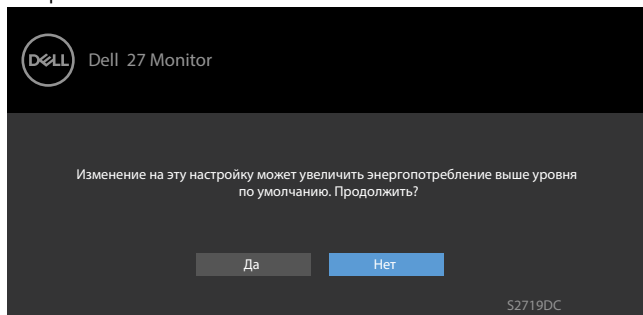 DELL
Dell 27 Monitor
Изменение на эту настройку может увеличить энергопотребление выше уровня
по умолчанию. Продолжить?
Да Нет
S2719DC